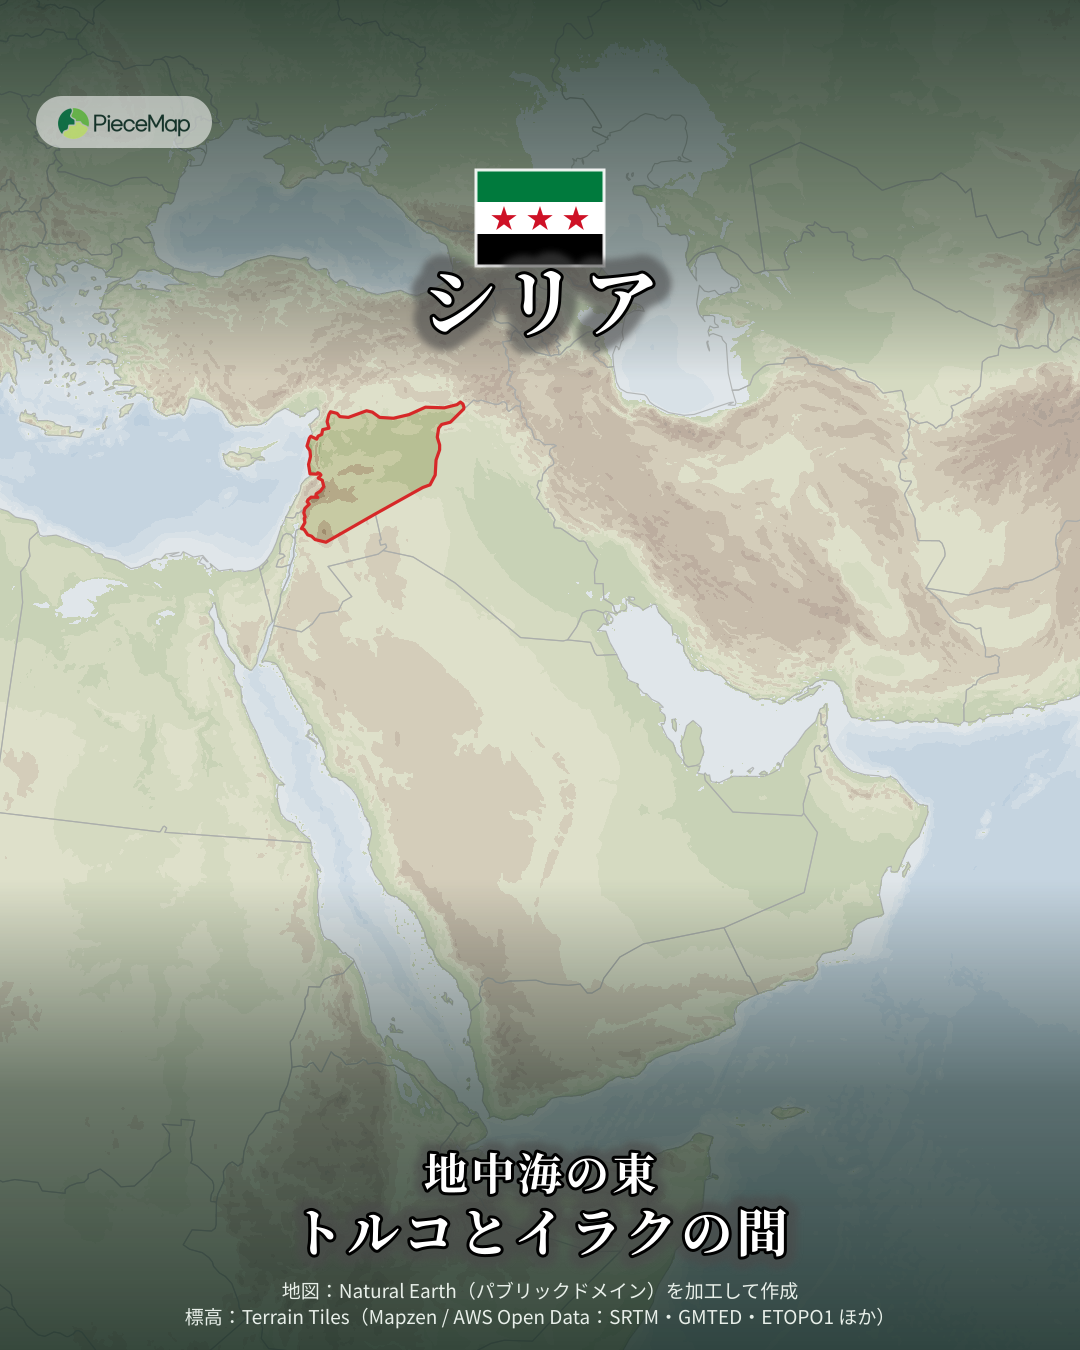 PieceMap
シリア
地中海の東
トルコとイラクの間
地図：Natural Earth（パブリックドメイン）を加工して作成
標高：Terrain Tiles（Mapzen / AWS Open Data：SRTM・GMTED・ETOPO1 ほか）